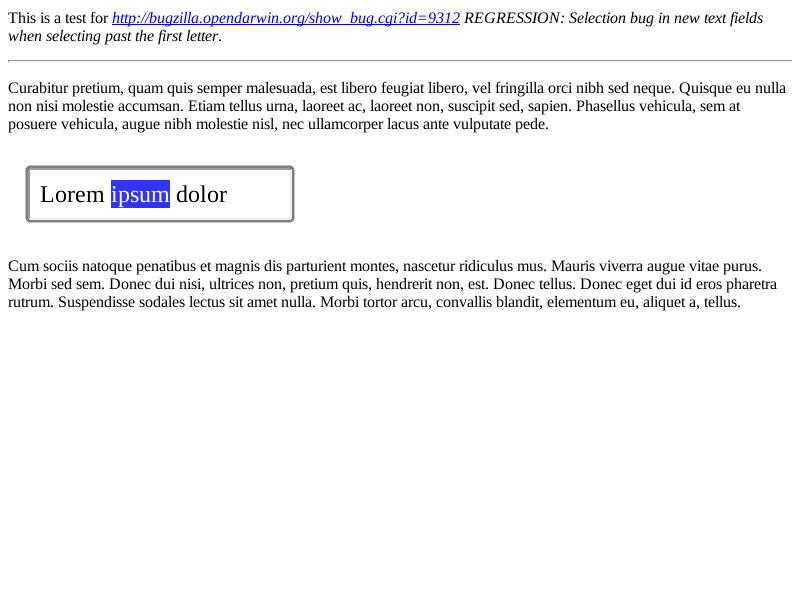 This is a test for http://bugzilla.opendarwin.org/show_bug.cgi?id=9312 REGRESSION: Selection bug in new text fields
when selecting past the first letter.
Curabitur pretium, quam quis semper malesuada, est libero feugiat libero, vel fringilla orci nibh sed neque. Quisque eu nulla
non nisi molestie accumsan. Etiam tellus urna, laoreet ac, laoreet non, suscipit sed, sapien. Phasellus vehicula, sem at
posuere vehicula, augue nibh molestie nisl, nec ullamcorper lacus ante vulputate pede.
Lorem ipsum dolor
Cum sociis natoque penatibus et magnis dis parturient montes, nascetur ridiculus mus. Mauris viverra augue vitae purus.
Morbi sed sem. Donec dui nisi, ultrices non, pretium quis, hendrerit non, est. Donec tellus. Donec eget dui id eros pharetra
rutrum. Suspendisse sodales lectus sit amet nulla. Morbi tortor arcu, convallis blandit, elementum eu, aliquet a, tellus.